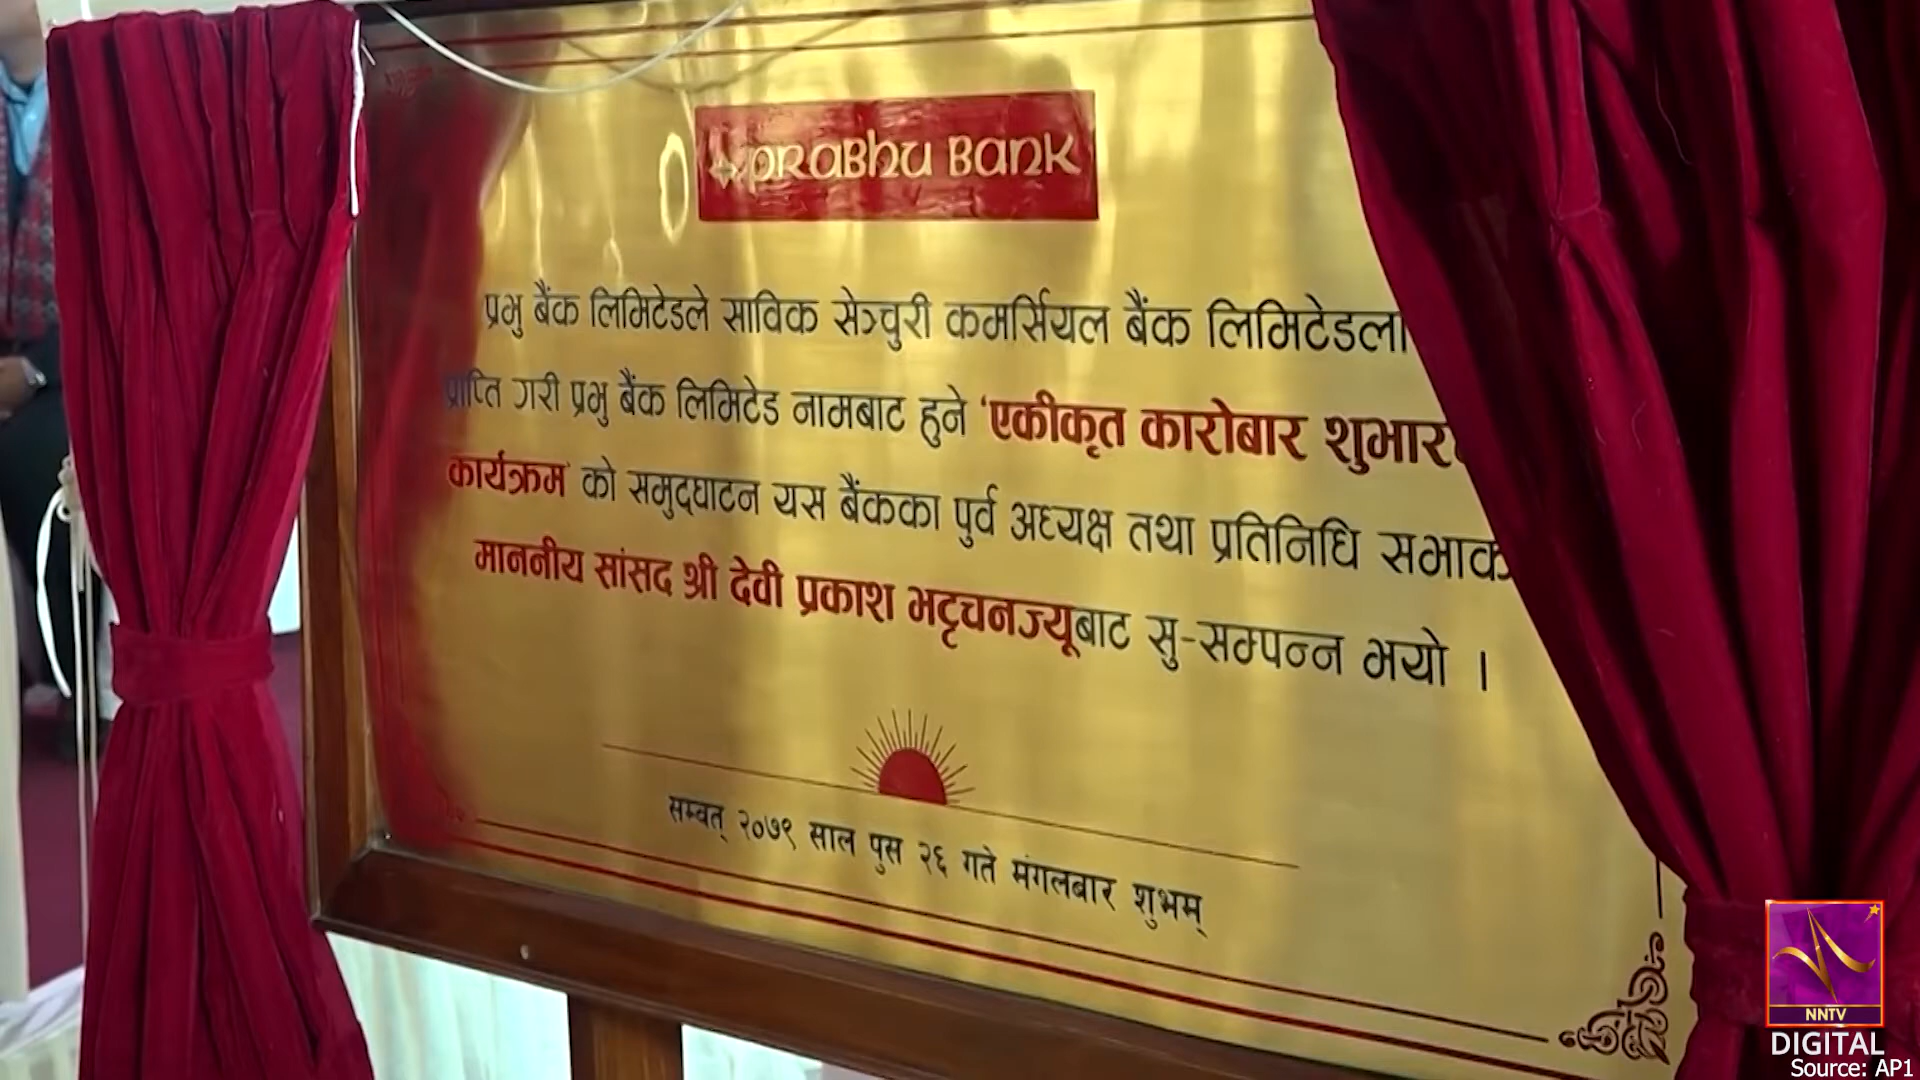 PRABHU BANK
प्रभु बैंक लिमिटेडले साविक सेञ्चुरी कमर्सियल बैंक लिमिटेडला
प्राप्ति गरी प्रभु बैंक लिमिटेड नामबाट हुने 'एकीकृत कारोबार
कार्यक्रम' को समुदघाटन यस बैंकका पुर्व अध्यक्ष तथा प्रतिनिधि
माननीय सांसद श्री देवी प्रकाश भट्टचनज्यूबाट सु-सम्पन्न भयो ।
सम्वत् २०७९ साल पुस २६ गते मंगलबार शुभम्
NNTV
DIGITAL
Source: AP1